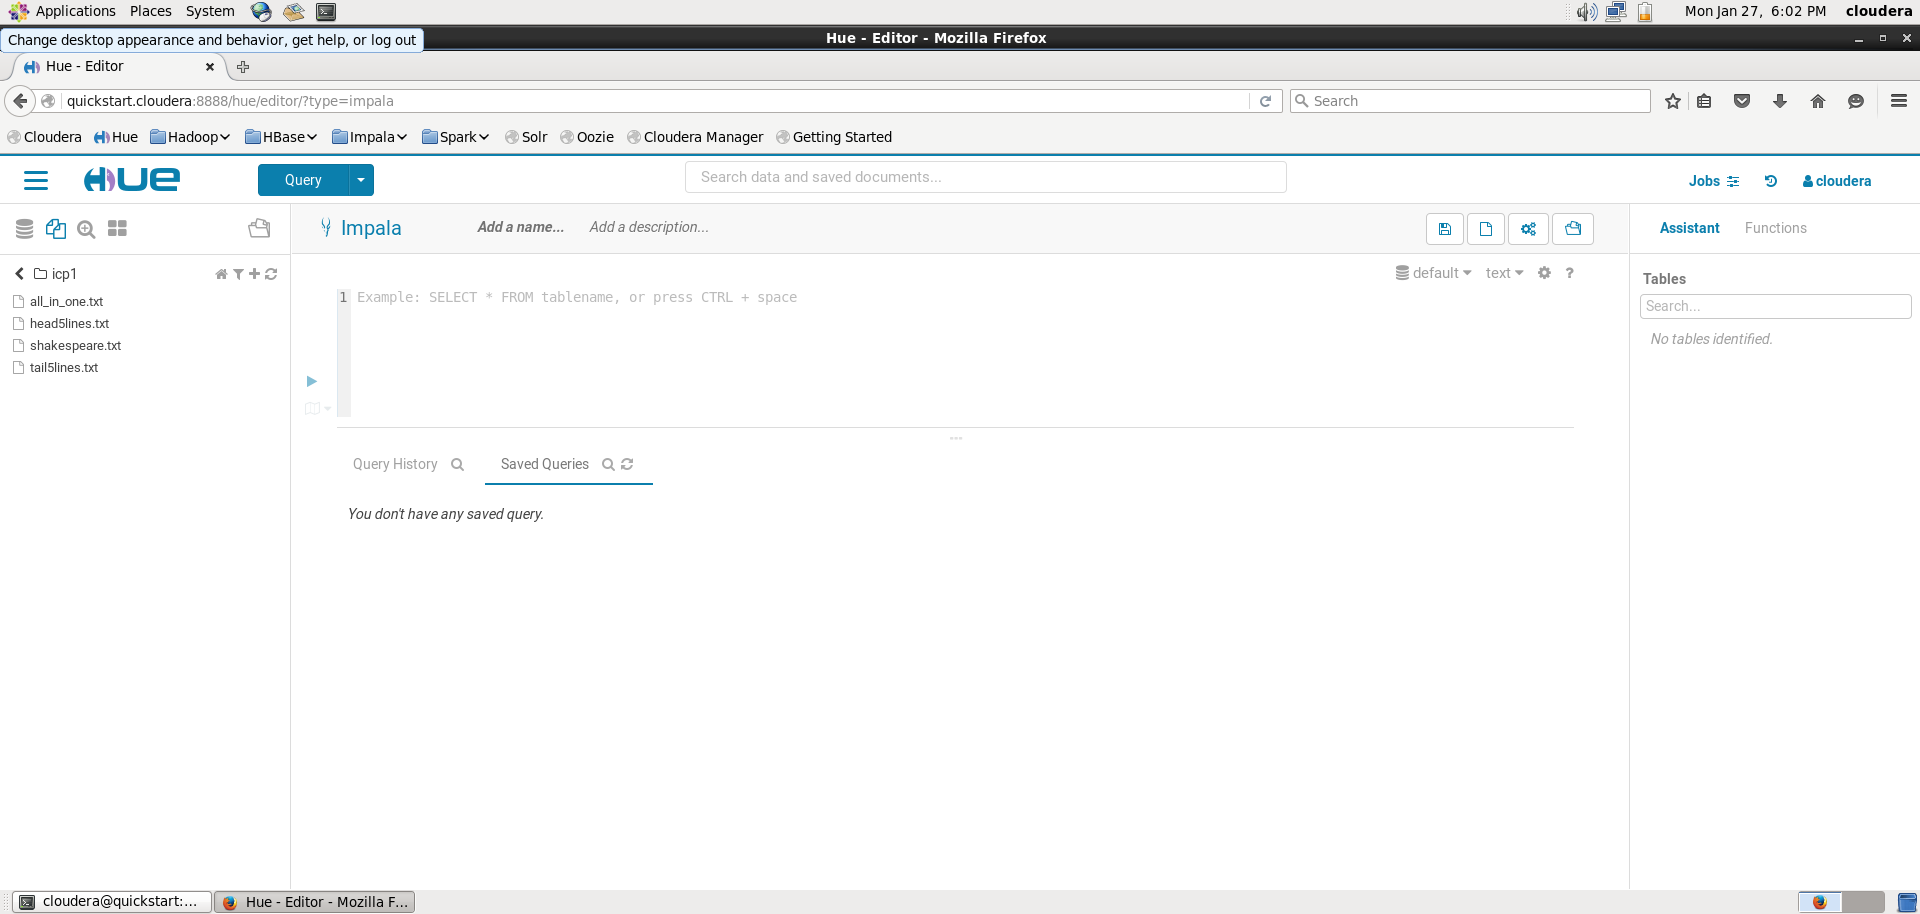 Applications Places System Mon Jan 27, 6:02 PM cloudera
Change desktop appearance and behavior, get help, or log out
Hue - Editor - Mozilla Firefox
Hue - Editor
quickstart.cloudera:8888/hue/editor/?type=impala Search
Cloudera Hue Hadoop HBase Impala Spark Solr Oozie Cloudera Manager Getting Started
HUE Query Search data and saved documents... Jobs cloudera
Impala Add a name... Add a description... Assistant Functions
icp1 default text ?
Tables
all_in_one.txt 1 Example: SELECT * FROM tablename, or press CTRL + space Search...
head5lines.txt
shakespeare.txt No tables identified.
tail5lines.txt
Query History Saved Queries
You don't have any saved query.
cloudera@quickstart:... Hue - Editor - Mozilla F...